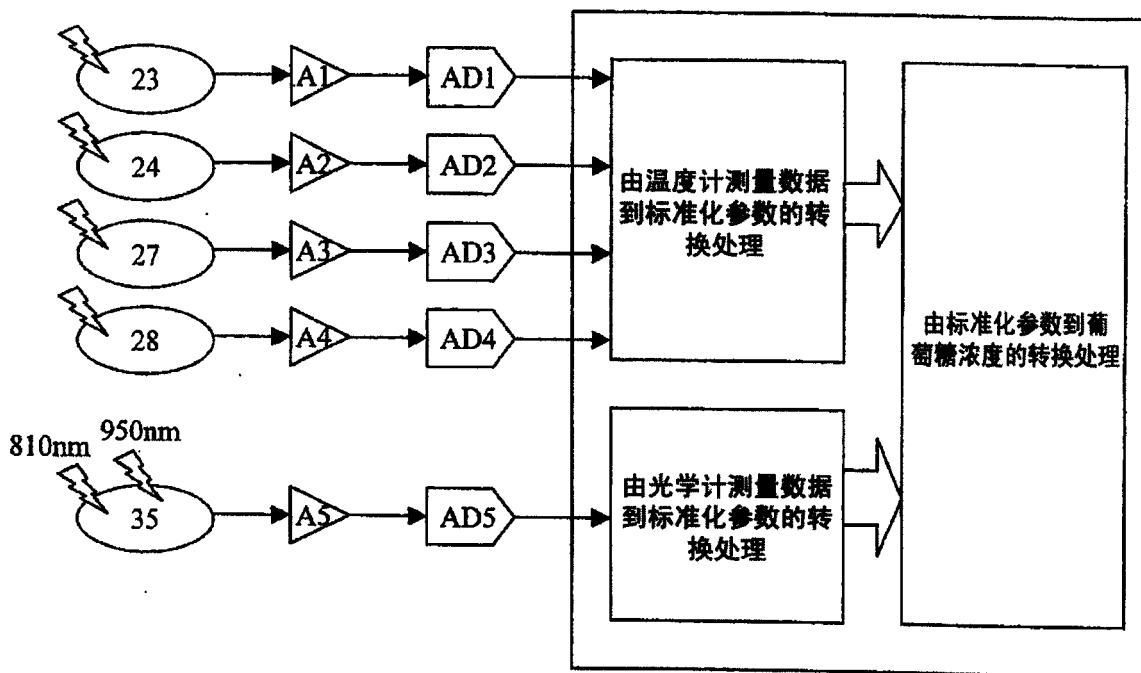 23
A1
AD1
24
A2
AD2
27
A3
AD3
28
A4
AD4
由温度计测量数据
到标准化参数的转
换处理
由标准化参数到葡
萄糖浓度的转换处理
810nm
950nm
35
A5
AD5
由光学计测量数据
到标准化参数的转
换处理